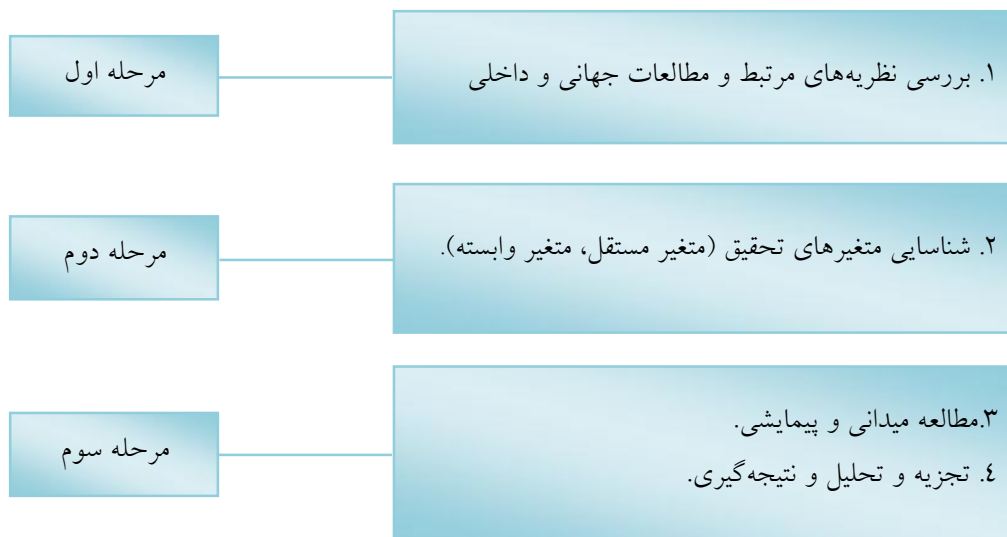 مرحله اول
۱. بررسی نظریه‌های مرتبط و مطالعات جهانی و داخلی
مرحله دوم
۲. شناسایی متغیرهای تحقیق (متغیر مستقل، متغیر وابسته).
مرحله سوم
۳.مطالعه میدانی و پیمایشی.
٤. تجزیه و تحلیل و نتیجه‌گیری.